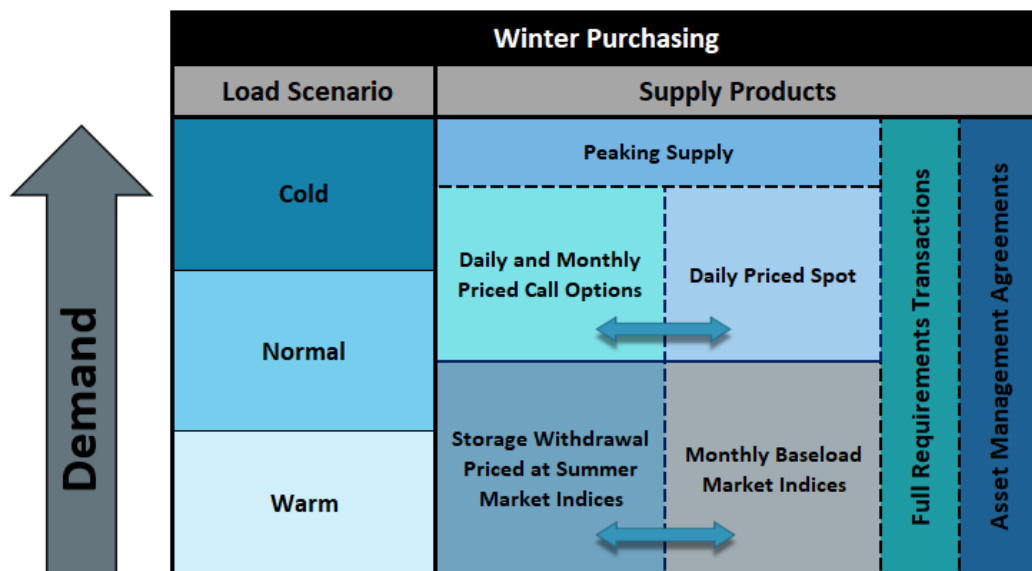 Winter Purchasing
Load Scenario
Supply Products
Demand
Cold
Normal
Warm
Peaking Supply
Daily and Monthly
Priced Call Options
Daily Priced Spot
Storage Withdrawal
Priced at Summer
Market Indices
Monthly Baseload
Market Indices
Full Requirements Transactions
Asset Management Agreements